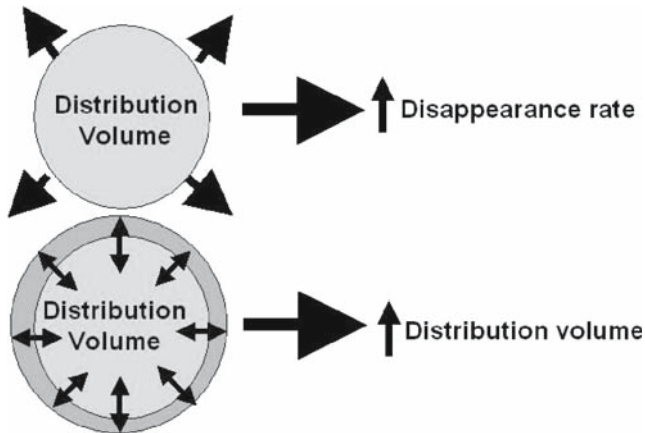 Distribution
Volume
Disappearance rate
Distribution
Volume
Distribution volume